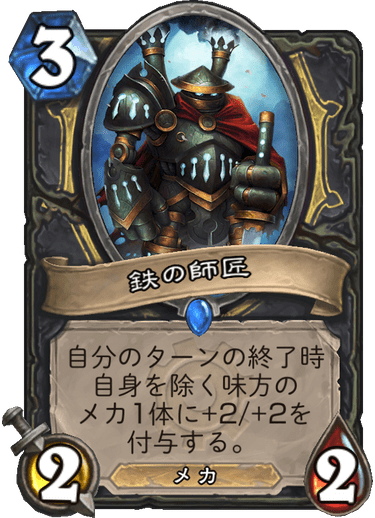 3
鉄の師匠
自分のターンの終了時
自身を除く味方の
メカ1体に+2/+2を
付与する。
メカ
2
2